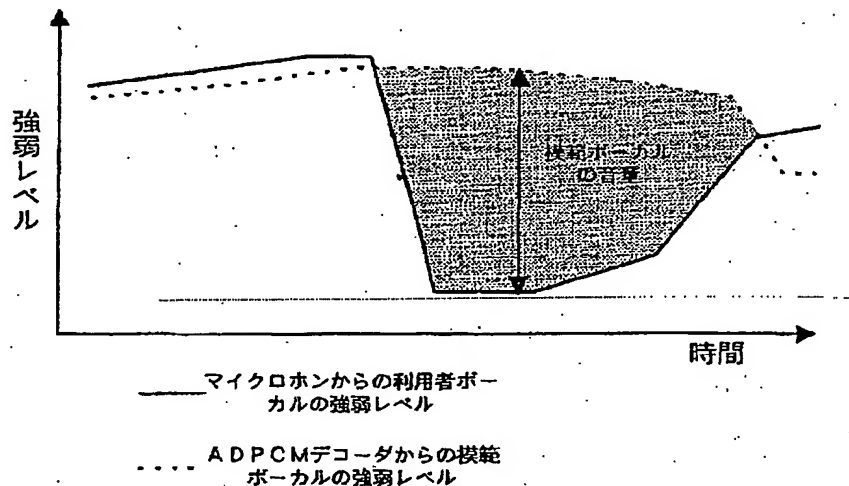 強弱レベル
模範ボーカル
の音量
時間
マイクロホンからの利用者ボー
カルの強弱レベル
ADPCMデコーダからの模範
ボーカルの強弱レベル